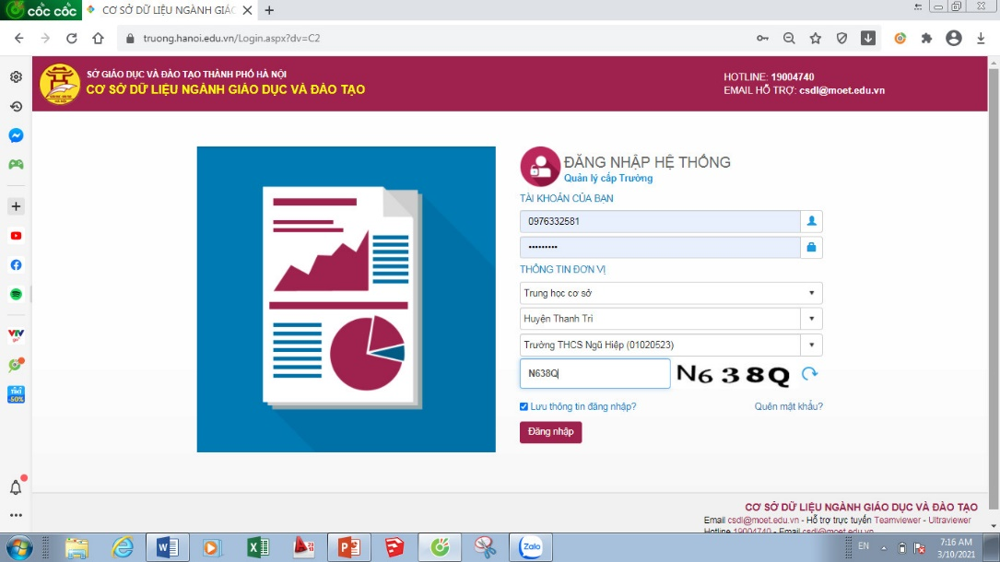 cốc cốc
CƠ SỞ DỮ LIỆU NGÀNH GIÁO
truong.hanoi.edu.vn/Login.aspx?dv=C2
SỞ GIÁO DỤC VÀ ĐÀO TẠO THÀNH PHỐ HÀ NỘI
CƠ SỞ DỮ LIỆU NGÀNH GIÁO DỤC VÀ ĐÀO TẠO
HOTLINE: 19004740
EMAIL HỖ TRỢ: csdl@moet.edu.vn
ĐĂNG NHẬP HỆ THỐNG
Quản lý cấp Trường
TÀI KHOẢN CỦA BẠN
0976332581
•••••••••
THÔNG TIN ĐƠN VỊ
Trung học cơ sở
Huyện Thanh Trì
Trường THCS Ngũ Hiệp (01020523)
N638Q
N638Q
Lưu thông tin đăng nhập?
Quên mật khẩu?
Đăng nhập
VTV
go
TIKI
-50%
CƠ SỞ DỮ LIỆU NGÀNH GIÁO DỤC VÀ ĐÀO TẠO
Email csdl@moet.edu.vn - Hỗ trợ trực tuyến Teamviewer - Ultraviewer
Hotline 19004740 - Email csdl@moet.edu.vn
Zalo
EN
7:16 AM
3/10/2021